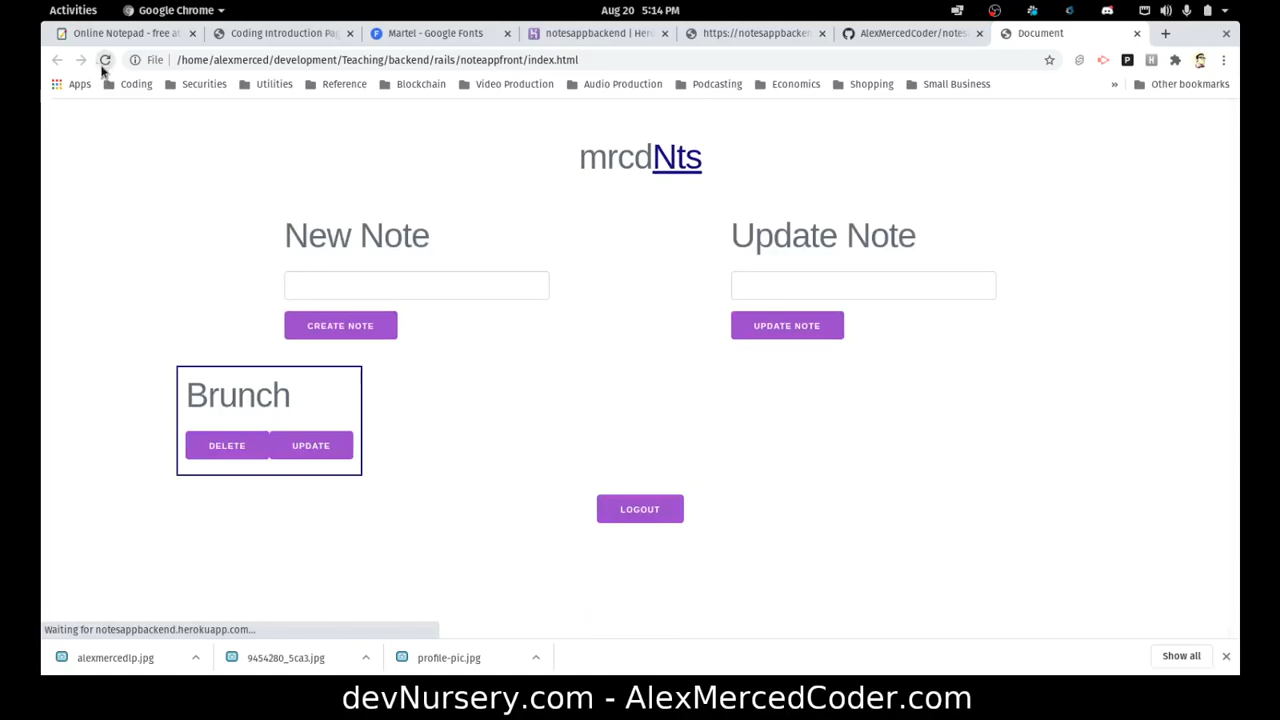 Activities
Google Chrome
Aug 20 5:14 PM
Online Notepad - free at
Coding Introduction Pag
Martel - Google Fonts
notesappbackend | Her
https://notesappbacken
AlexMercedCoder/notes
Document
File
/home/alexmerced/development/Teaching/backend/rails/noteappfront/index.html
Apps
Coding
Securities
Utilities
Reference
Blockchain
Video Production
Audio Production
Podcasting
Economics
Shopping
Small Business
»
Other bookmarks
mrcdNts
New Note
Update Note
CREATE NOTE
UPDATE NOTE
Brunch
DELETE
UPDATE
LOGOUT
Waiting for notesappbackend.herokuapp.com...
alexmercedlp.jpg
9454280_5ca3.jpg
profile-pic.jpg
Show all
devNursery.com - AlexMercedCoder.com